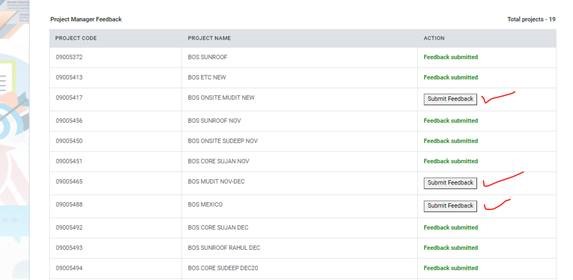 Project Manager Feedback Total projects - 19
PROJECT CODE PROJECT NAME ACTION
09005372 BOS SUNROOF Feedback submitted
09005413 BOS ETC NEW Feedback submitted
09005417 BOS ONSITE MUDIT NEW Submit Feedback
09005456 BOS SUNROOF NOV Feedback submitted
09005450 BOS ONSITE SUDEEP NOV Feedback submitted
09005451 BOS CORE SUJAN NOV Feedback submitted
09005465 BOS MUDIT NOV-DEC Submit Feedback
09005488 BOS MEXICO Submit Feedback
09005492 BOS CORE SUJAN DEC Feedback submitted
09005493 BOS SUNROOF RAHUL DEC Feedback submitted
09005494 BOS CORE SUDEEP DEC20 Feedback submitted